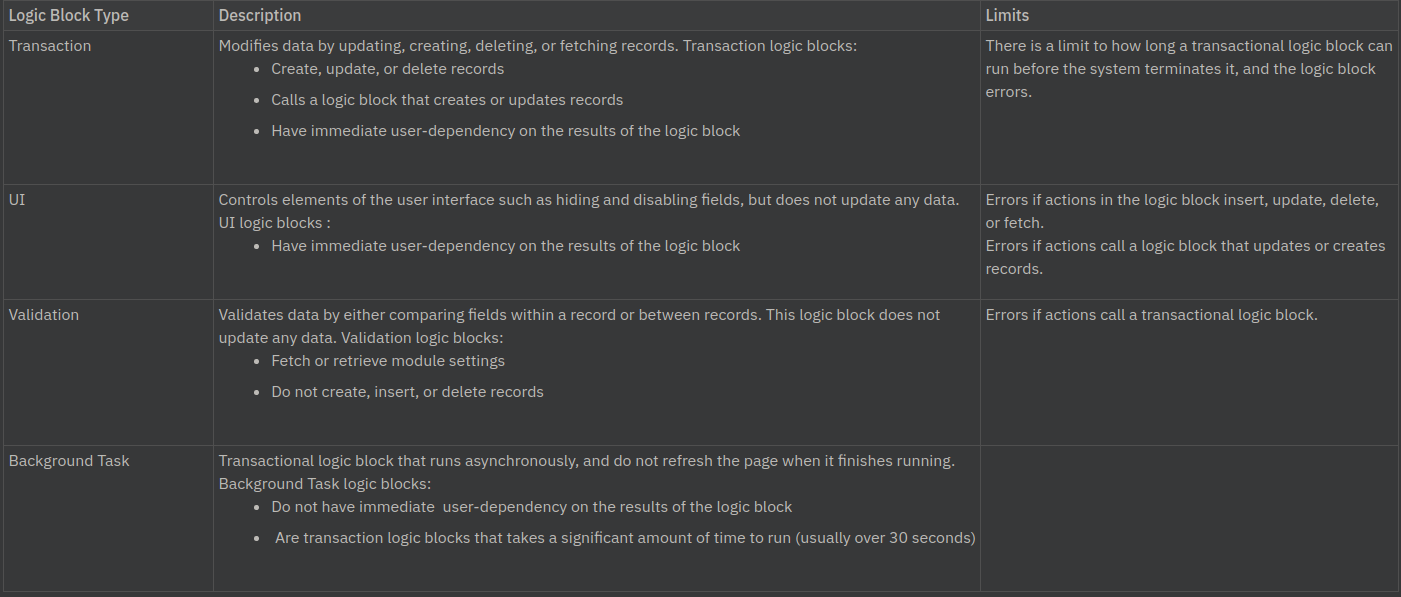 Logic Block Type
Description
Limits
Transaction
Modifies data by updating, creating, deleting, or fetching records. Transaction logic blocks:
• Create, update, or delete records
• Calls a logic block that creates or updates records
• Have immediate user-dependency on the results of the logic block
There is a limit to how long a transactional logic block can
run before the system terminates it, and the logic block
errors.
UI
Controls elements of the user interface such as hiding and disabling fields, but does not update any data.
UI logic blocks :
• Have immediate user-dependency on the results of the logic block
Errors if actions in the logic block insert, update, delete,
or fetch.
Errors if actions call a logic block that updates or creates
records.
Validation
Validates data by either comparing fields within a record or between records. This logic block does not
update any data. Validation logic blocks:
• Fetch or retrieve module settings
• Do not create, insert, or delete records
Errors if actions call a transactional logic block.
Background Task
Transactional logic block that runs asynchronously, and do not refresh the page when it finishes running.
Background Task logic blocks:
• Do not have immediate  user-dependency on the results of the logic block
• Are transaction logic blocks that takes a significant amount of time to run (usually over 30 seconds)